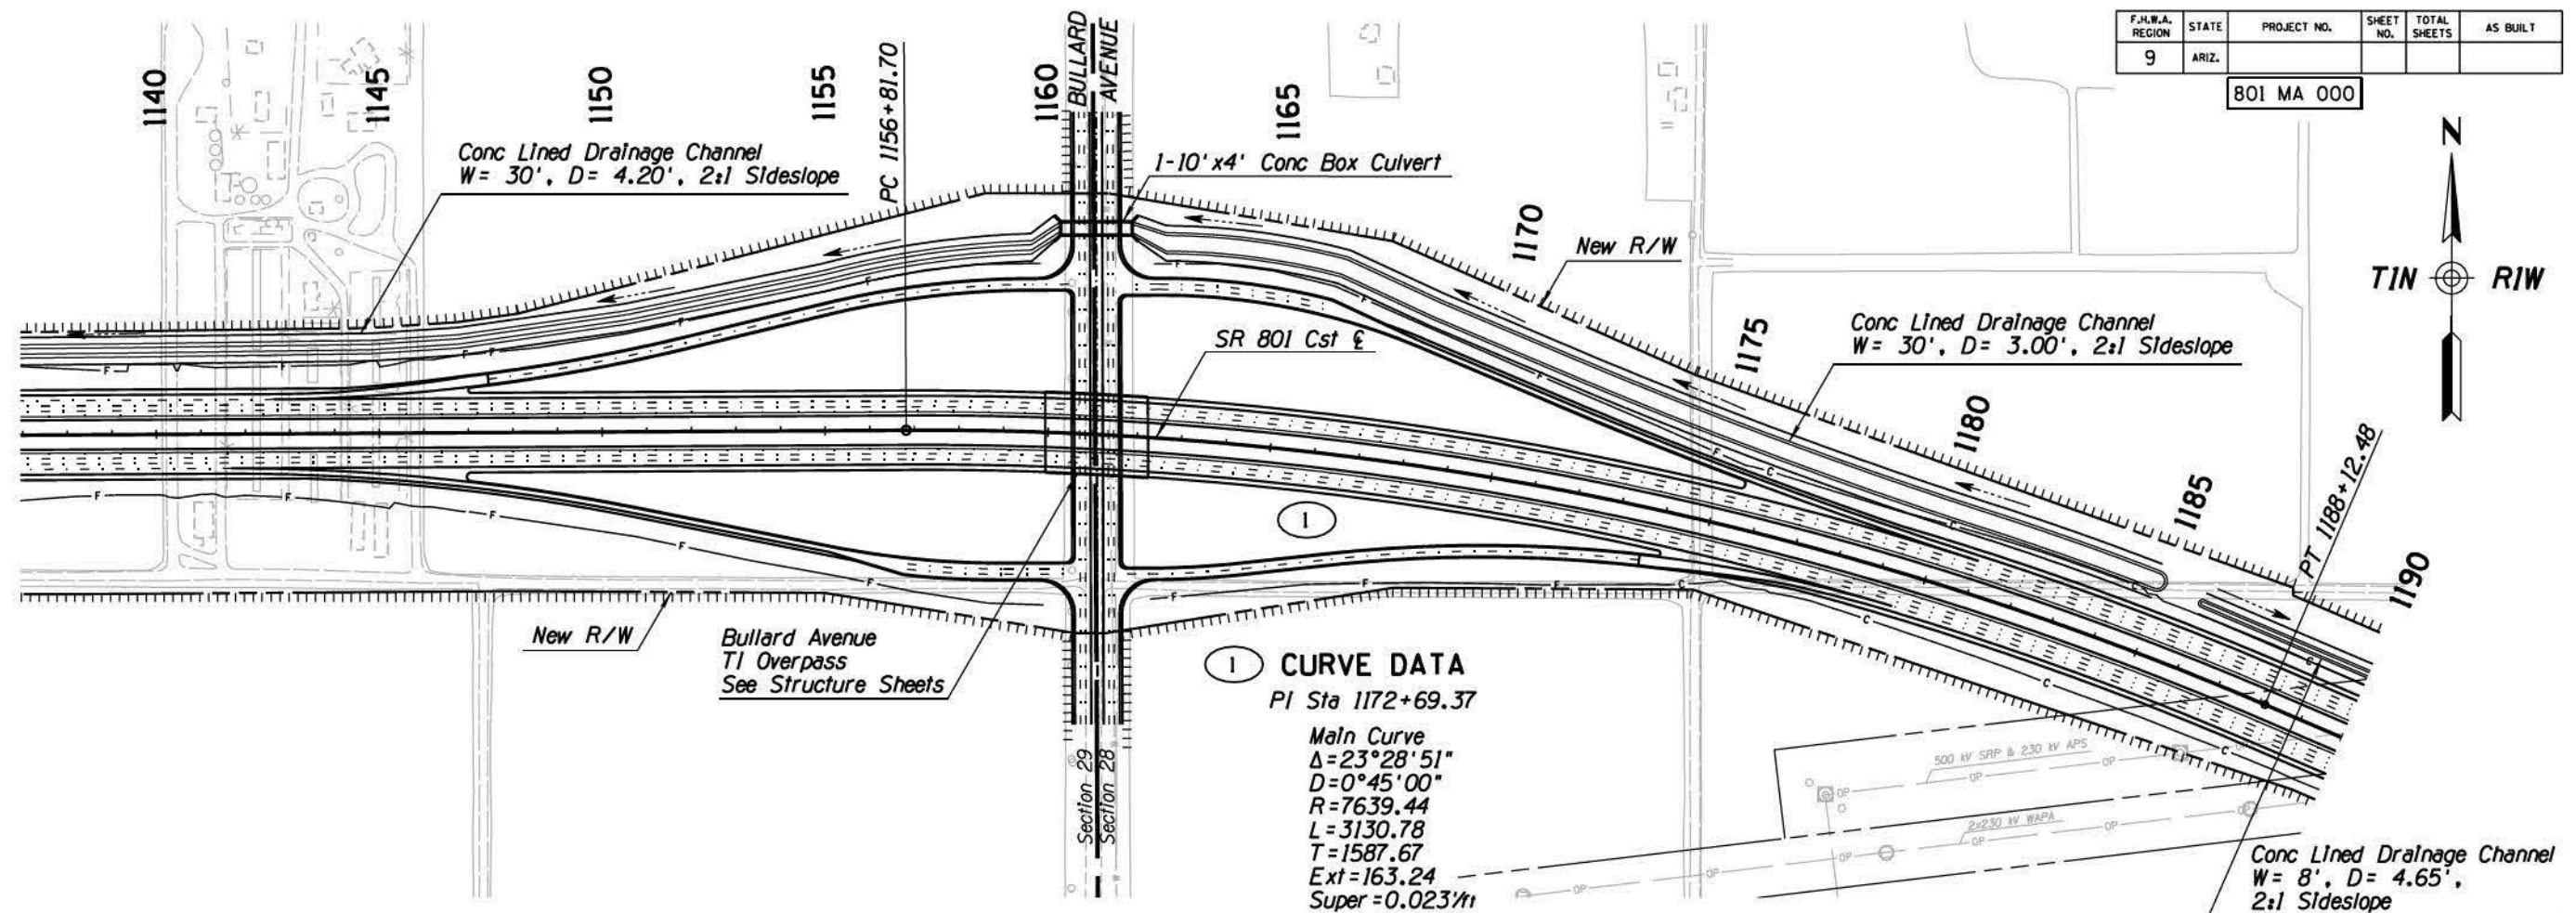 F.H.W.A. REGION STATE PROJECT NO. SHEET NO. TOTAL SHEETS AS BUILT
9 ARIZ.
801 MA 000
N
T1N R1W
1140
1145
1150
1155
PC 1156+81.70
1160
BULLARD
AVENUE
1165
1170
1175
1180
1185
PT 1188+12.48
1190
Conc Lined Drainage Channel
W= 30', D= 4.20', 2:1 Sideslope
1-10'x4' Conc Box Culvert
New R/W
SR 801 Cst ℄
Conc Lined Drainage Channel
W= 30', D= 3.00', 2:1 Sideslope
1
New R/W
Bullard Avenue
TI Overpass
See Structure Sheets
Section 29
Section 28
1 CURVE DATA
PI Sta 1172+69.37
Main Curve
Δ=23°28'51"
D=0°45'00"
R=7639.44
L=3130.78
T=1587.67
Ext=163.24
Super=0.023'/ft
500 kV SRP & 230 kV APS
2x230 kV WAPA
Conc Lined Drainage Channel
W= 8', D= 4.65',
2:1 Sideslope